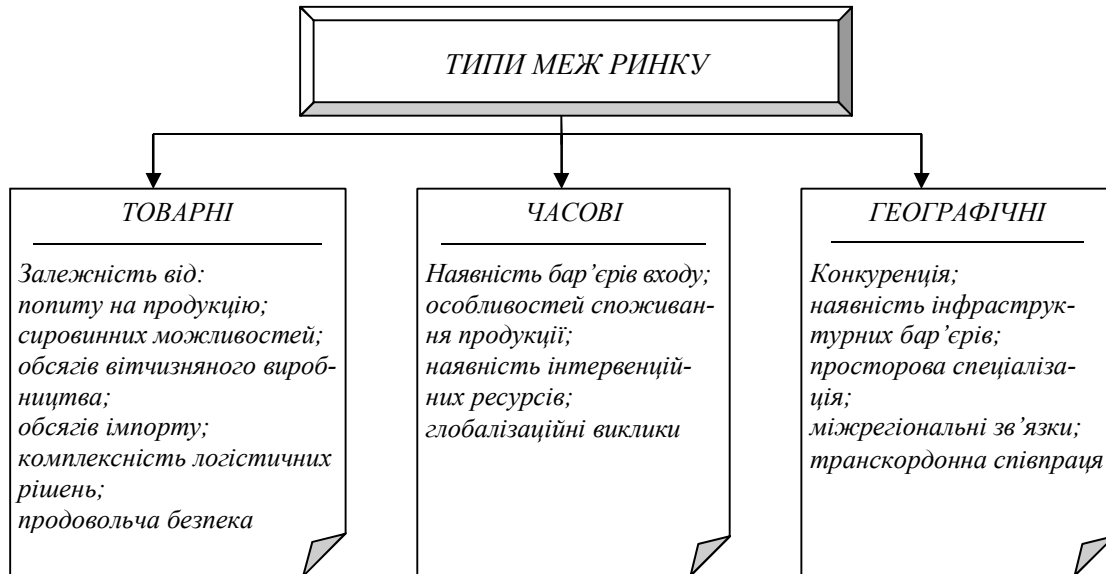 ТИПИ МЕЖ РИНКУ
ТОВАРНІ
Залежність від:
попиту на продукцію;
сировинних можливостей;
обсягів вітчизняного вироб-
ництва;
обсягів імпорту;
комплексність логістичних
рішень;
продовольча безпека
ЧАСОВІ
Наявність бар’єрів входу;
особливостей споживан-
ня продукції;
наявність інтервенцій-
них ресурсів;
глобалізаційні виклики
ГЕОГРАФІЧНІ
Конкуренція;
наявність інфраструк-
турних бар’єрів;
просторова спеціаліза-
ція;
міжрегіональні зв’язки;
транскордонна співпраця